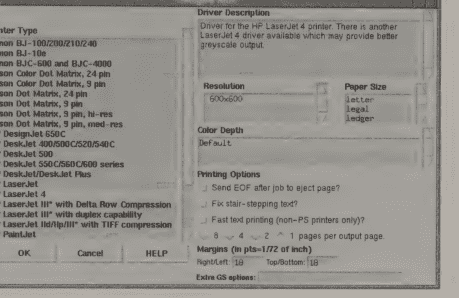 nter Type
non BJ-100/200/210/240
non BJ-10e
non BJC-600 and BJC-4000
son Color Dot Matrix, 24 pin
son Color Dot Matrix, 9 pin
son Dot Matrix, 24 pin
son Dot Matrix, 9 pin
son Dot Matrix, 9 pin, hi-res
son Dot Matrix, 9 pin, med-res
DesignJet 650C
DeskJet 400/500C/520/540C
DeskJet 500
DeskJet 550C/560C/600 series
DeskJet/DeskJet Plus
LaserJet
LaserJet 4
LaserJet III* with Delta Row Compression
LaserJet III* with duplex capability
LaserJet IId/IIp/III* with TIFF compression
PaintJet
OK Cancel HELP
Driver Description
Driver for the HP LaserJet 4 printer. There is another
LaserJet 4 driver available which may provide better
greyscale output.
Resolution Paper Size
600x600
letter
legal
ledger
Color Depth
Default
Printing Options
Send EOF after job to eject page?
Fix stair-stepping text?
Fast text printing (non-PS printers only)?
8 4 2 1 pages per output page.
Margins (in pts=1/72 of inch)
Right/Left: 18 Top/Bottom: 18
Extra GS options: